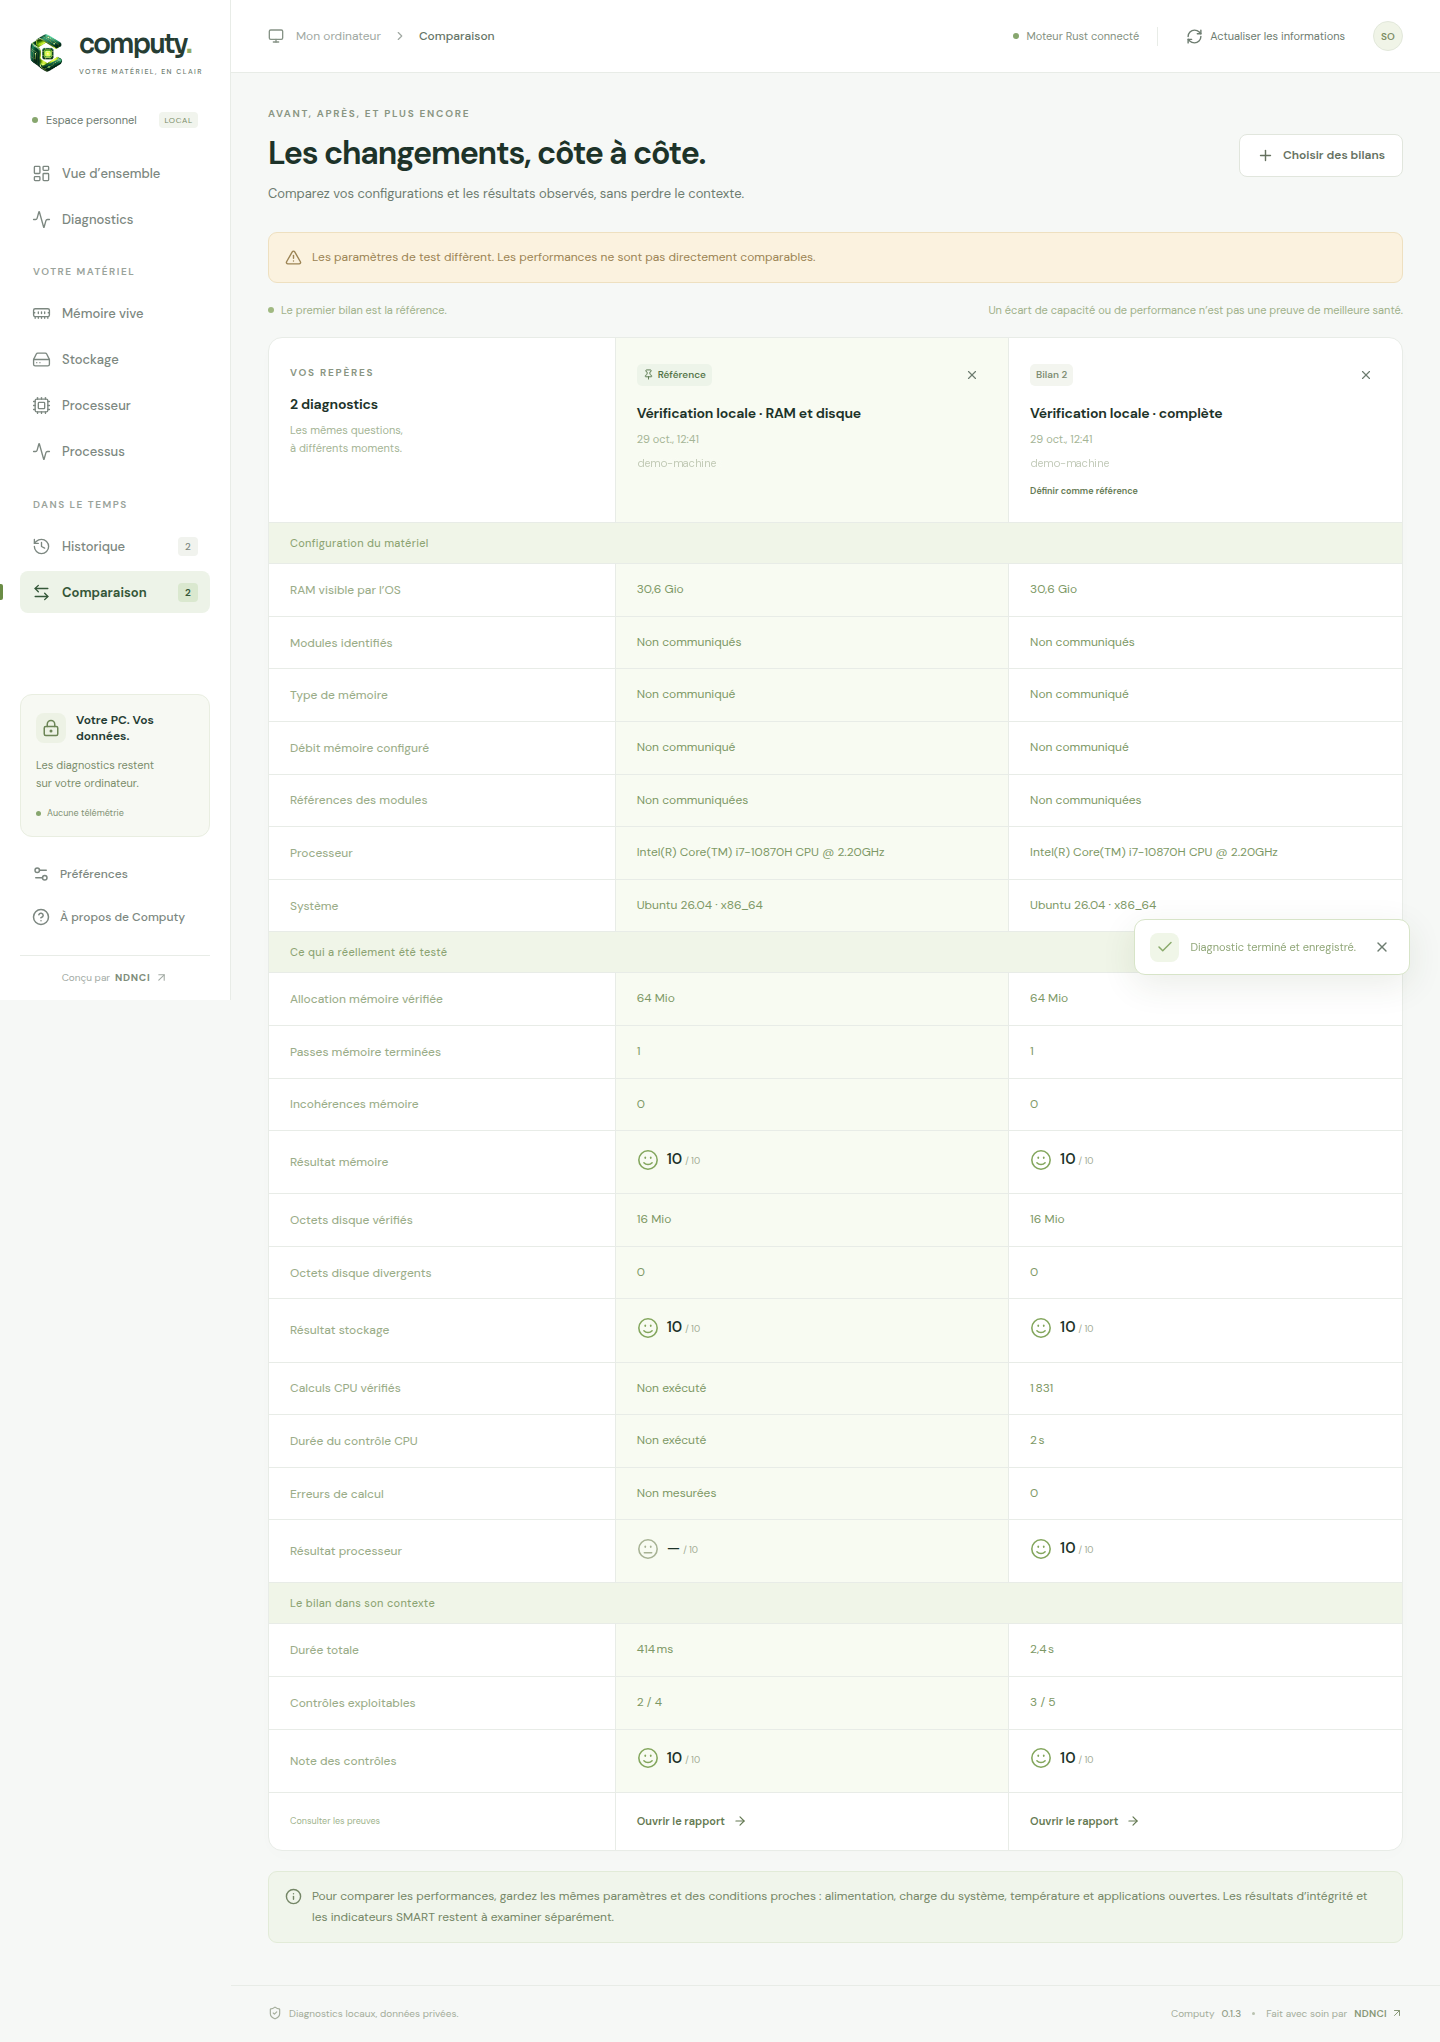 computy.
VOTRE MATÉRIEL, EN CLAIR
Espace personnel LOCAL
Vue d'ensemble
Diagnostics
VOTRE MATÉRIEL
Mémoire vive
Stockage
Processeur
Processus
DANS LE TEMPS
Historique 2
Comparaison 2
Votre PC. Vos
données.
Les diagnostics restent
sur votre ordinateur.
Aucune télémétrie
Préférences
À propos de Computy
Conçu par NDNCI
Mon ordinateur Comparaison
Moteur Rust connecté
Actualiser les informations
SO
AVANT, APRÈS, ET PLUS ENCORE
Les changements, côte à côte.
Comparez vos configurations et les résultats observés, sans perdre le contexte.
Choisir des bilans
Les paramètres de test diffèrent. Les performances ne sont pas directement comparables.
Le premier bilan est la référence.
Un écart de capacité ou de performance n'est pas une preuve de meilleure santé.
VOS REPÈRES
2 diagnostics
Les mêmes questions,
à différents moments.
Référence
Vérification locale · RAM et disque
29 oct., 12:41
demo-machine
Bilan 2
Vérification locale · complète
29 oct., 12:41
demo-machine
Définir comme référence
Configuration du matériel
RAM visible par l'OS 30,6 Gio 30,6 Gio
Modules identifiés Non communiqués Non communiqués
Type de mémoire Non communiqué Non communiqué
Débit mémoire configuré Non communiqué Non communiqué
Références des modules Non communiquées Non communiquées
Processeur Intel(R) Core(TM) i7-10870H CPU @ 2.20GHz Intel(R) Core(TM) i7-10870H CPU @ 2.20GHz
Système Ubuntu 26.04 · x86_64 Ubuntu 26.04 · x86_64
Ce qui a réellement été testé
Diagnostic terminé et enregistré.
Allocation mémoire vérifiée 64 Mio 64 Mio
Passes mémoire terminées 1 1
Incohérences mémoire 0 0
Résultat mémoire 10 / 10 10 / 10
Octets disque vérifiés 16 Mio 16 Mio
Octets disque divergents 0 0
Résultat stockage 10 / 10 10 / 10
Calculs CPU vérifiés Non exécuté 1 831
Durée du contrôle CPU Non exécuté 2 s
Erreurs de calcul Non mesurées 0
Résultat processeur — / 10 10 / 10
Le bilan dans son contexte
Durée totale 414 ms 2,4 s
Contrôles exploitables 2 / 4 3 / 5
Note des contrôles 10 / 10 10 / 10
Consulter les preuves Ouvrir le rapport Ouvrir le rapport
Pour comparer les performances, gardez les mêmes paramètres et des conditions proches : alimentation, charge du système, température et applications ouvertes. Les résultats d'intégrité et
les indicateurs SMART restent à examiner séparément.
Diagnostics locaux, données privées.
Computy 0.1.3 • Fait avec soin par NDNCI